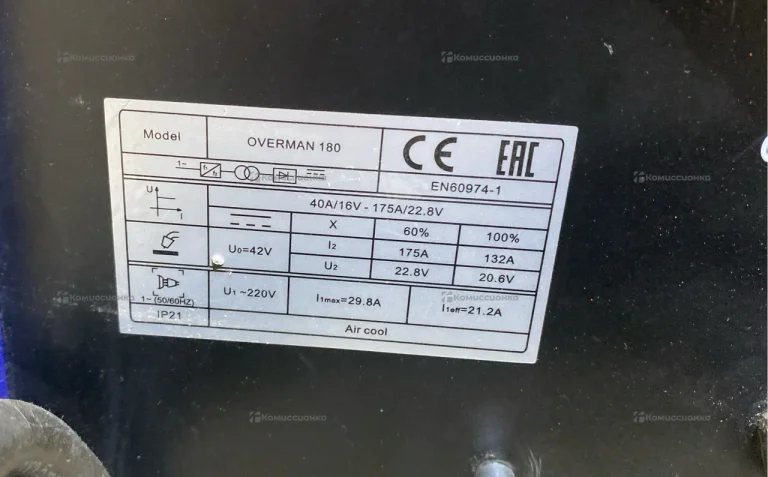 Комиссионка
Комиссионка
Model OVERMAN 180 CE EAC
1~ f1 f2 Комиссионка
EN60974-1
Комиссионка
U I 40A/16V - 175A/22.8V
X 60% 100%
U₀=42V I₂ 175A 132A
U₂ 22.8V 20.6V
1~ (50/60HZ) U₁ ~220V I₁max=29.8A I₁eff=21.2A
Комиссионка
IP21 Air cool
Комиссионка
Комиссионка